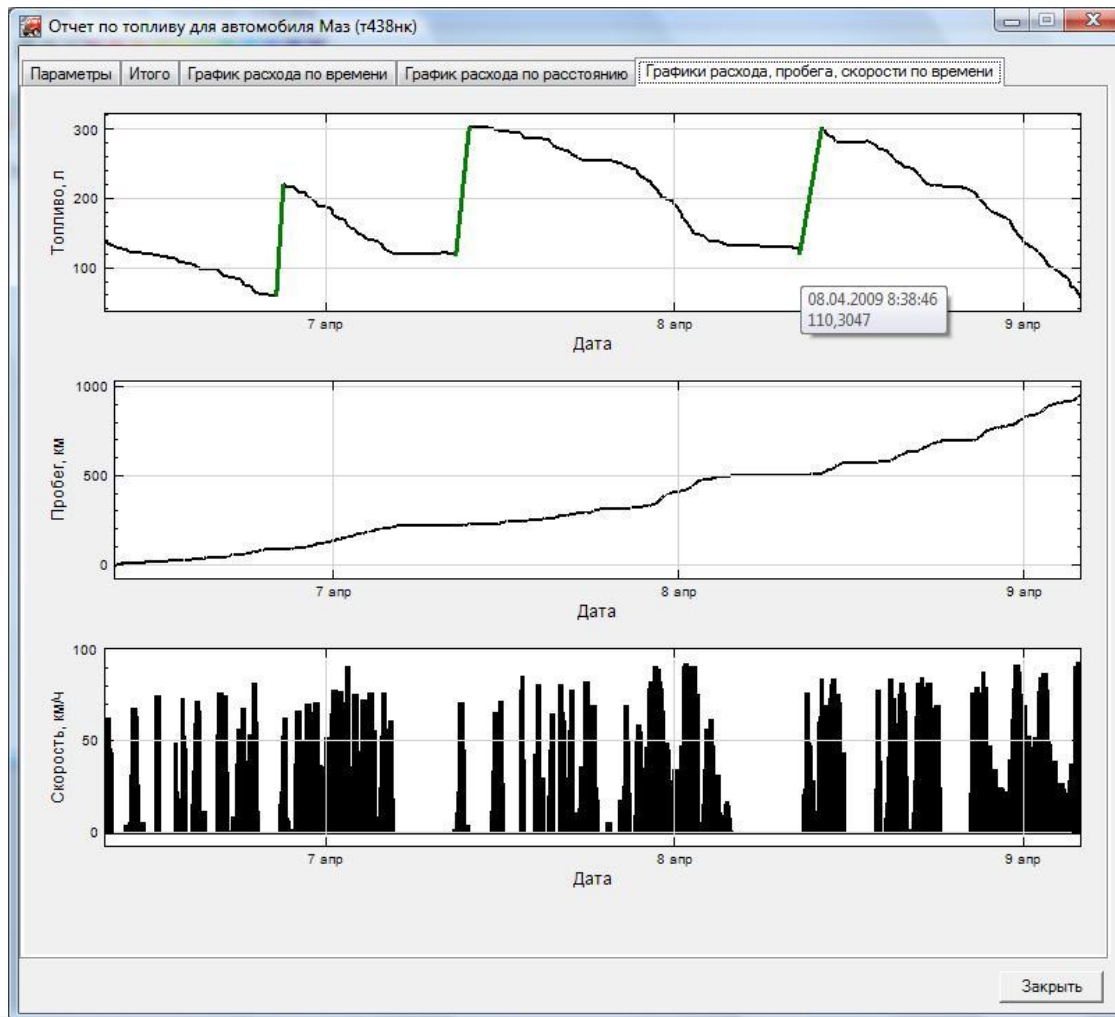 Отчет по топливу для автомобиля Маз (т438нк)
Параметры Итого График расхода по времени График расхода по расстоянию Графики расхода, пробега, скорости по времени
Топливо, л
300
200
100
08.04.2009 8:38:46
110,3047
7 апр 8 апр 9 апр
Дата
Пробег, км
1000
500
0
7 апр 8 апр 9 апр
Дата
Скорость, км/ч
100
50
0
7 апр 8 апр 9 апр
Дата
Закрыть